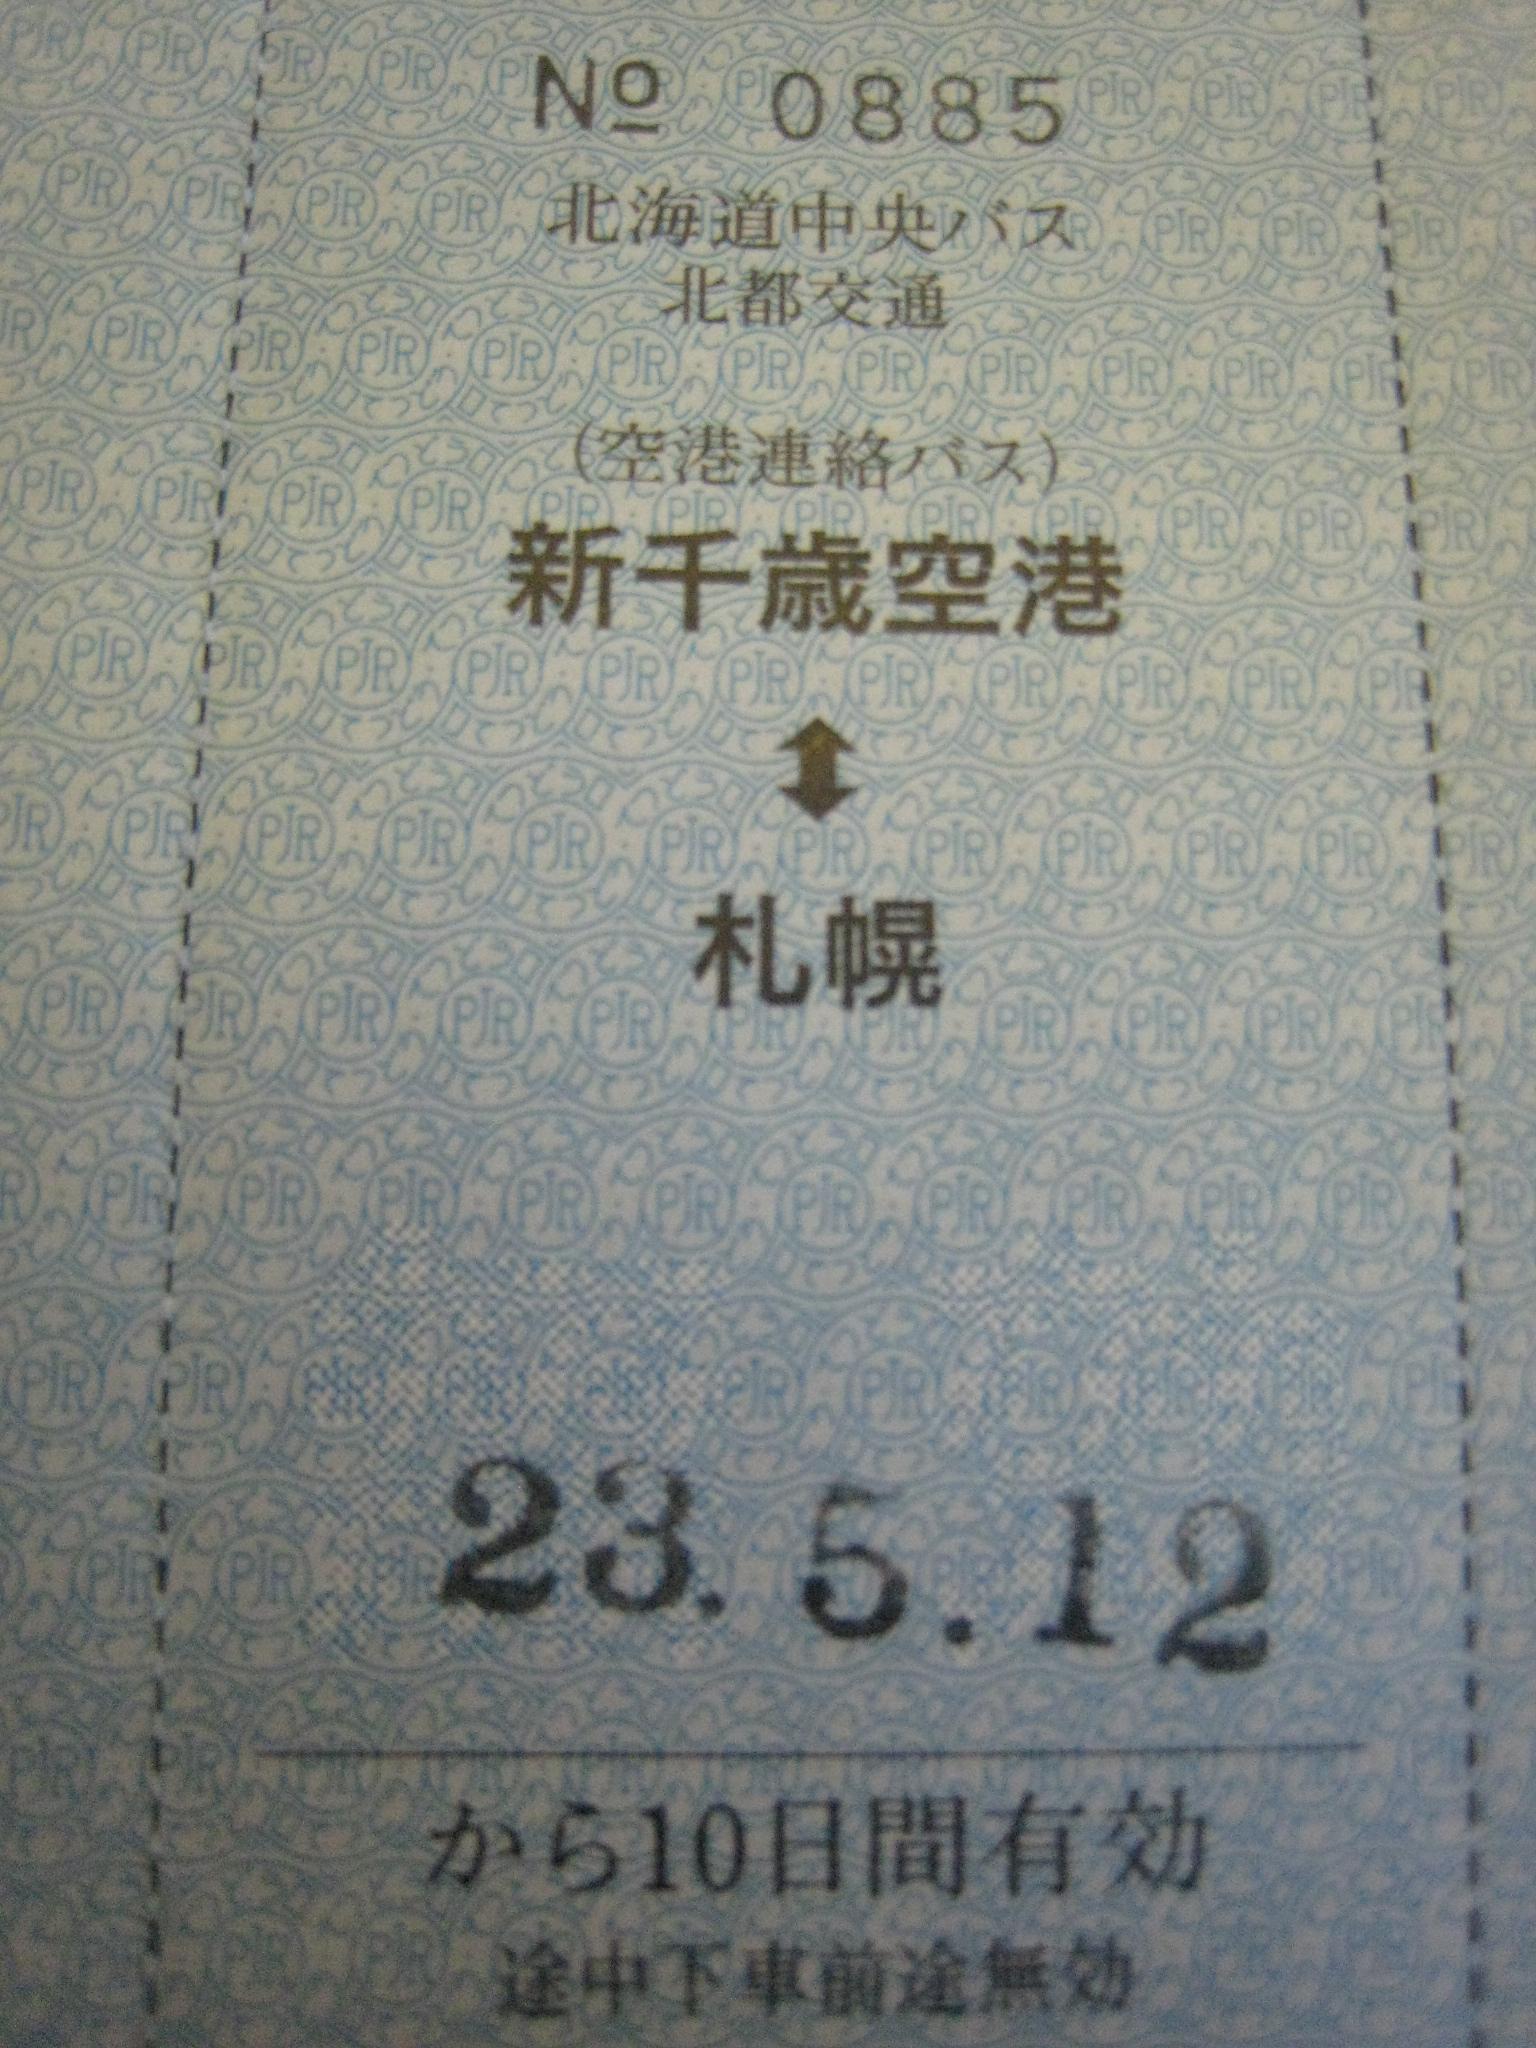 No 0885
北海道中央バス
北都交通
(空港連絡バス)
新千歳空港
札幌
23.5.12
から10日間有効
途中下車前途無効